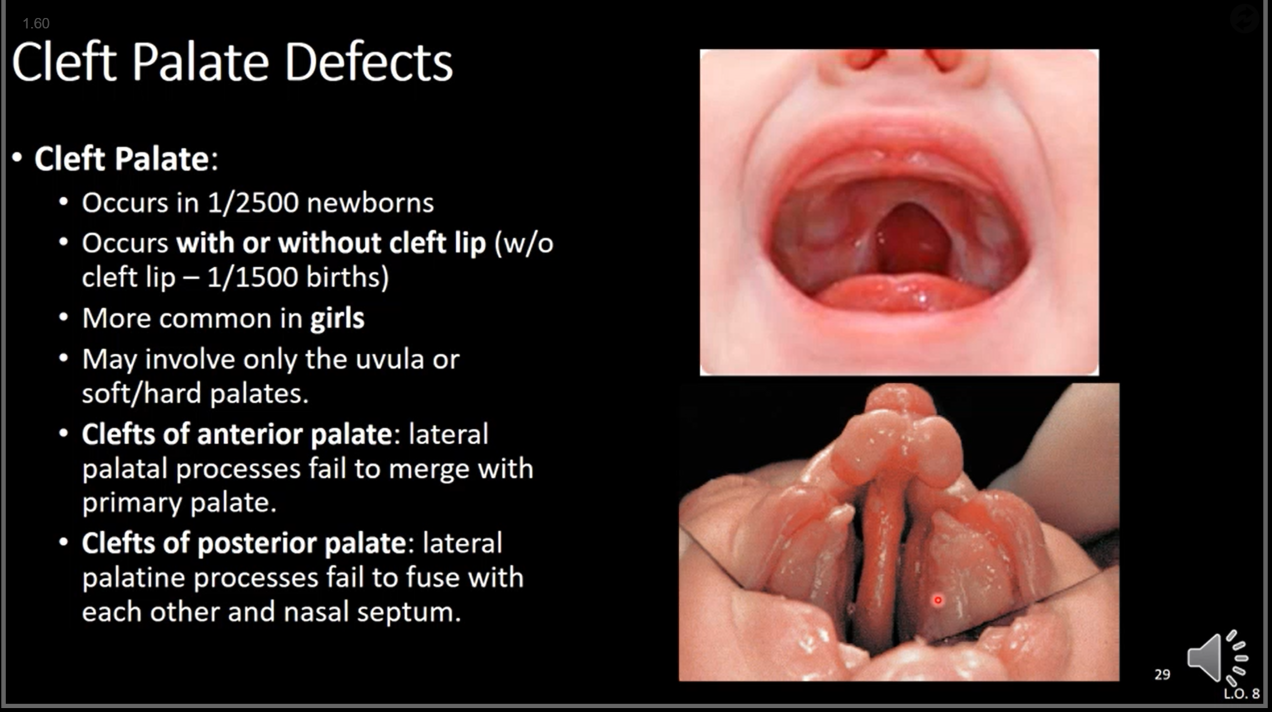 1.60
Cleft Palate Defects
• Cleft Palate:
• Occurs in 1/2500 newborns
• Occurs with or without cleft lip (w/o
cleft lip – 1/1500 births)
• More common in girls
• May involve only the uvula or
soft/hard palates.
• Clefts of anterior palate: lateral
palatal processes fail to merge with
primary palate.
• Clefts of posterior palate: lateral
palatine processes fail to fuse with
each other and nasal septum.
29
L.O. 8